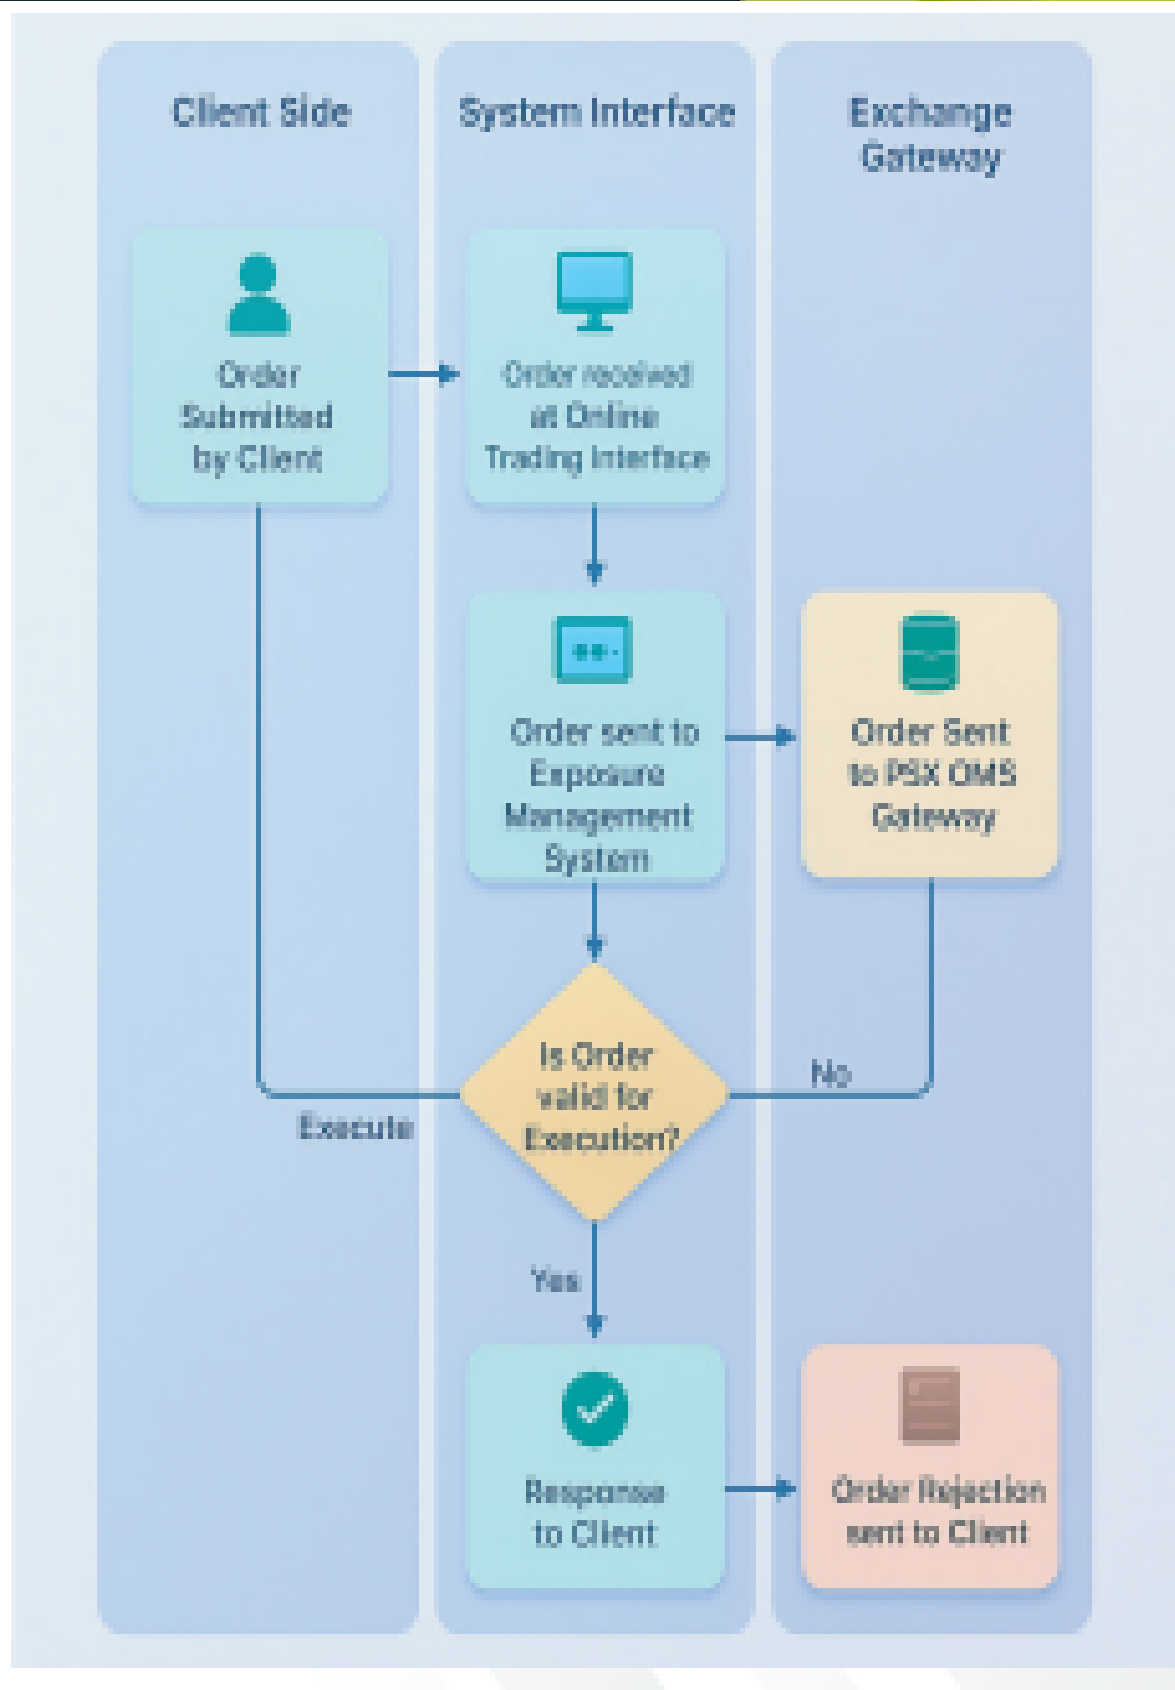 Client Side
System Interface
Exchange
Gateway
Order
Submitted
by Client
Order received
at Online
Trading Interface
Order sent to
Exposure
Management
System
Order Sent
to PSX OMS
Gateway
Is Order
valid for
Execution?
No
Execute
Yes
Response
to Client
Order Rejection
sent to Client